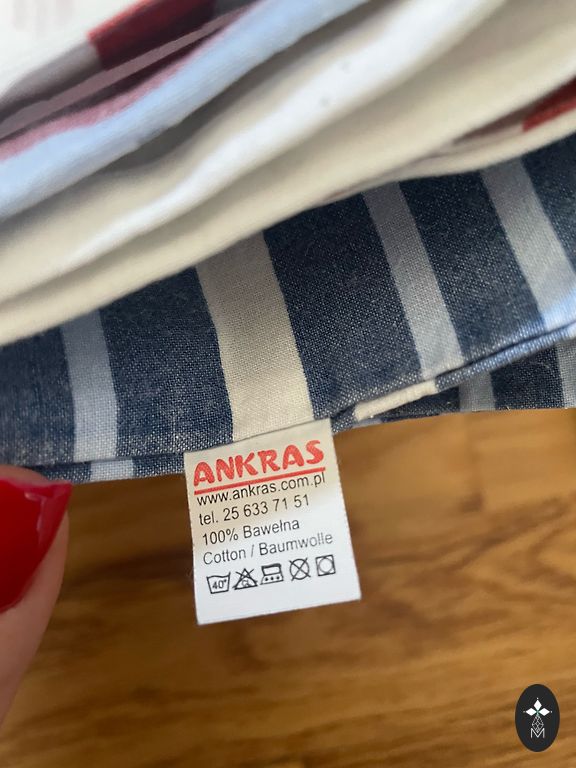 ANKRAS
www.ankras.com.pl
tel. 25 633 71 51
100% Bawełna
Cotton / Baumwolle
40°